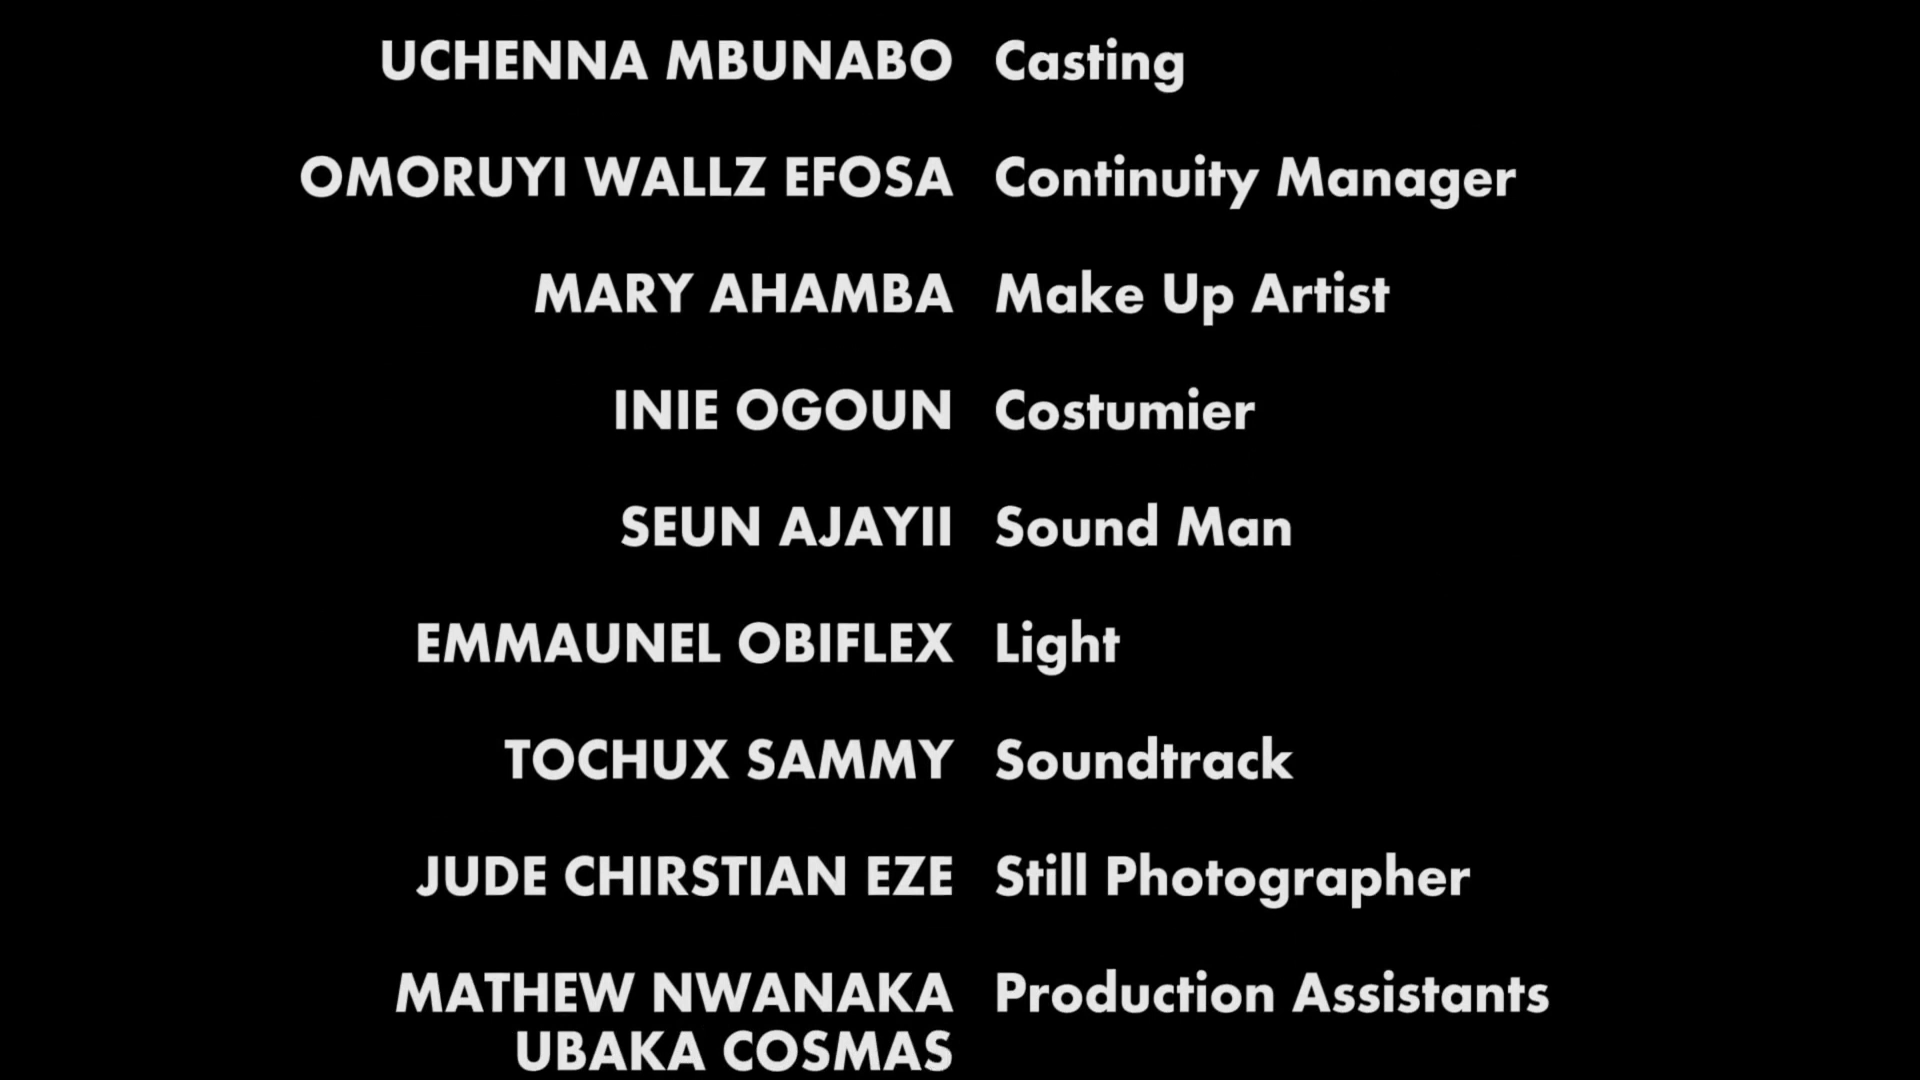 UCHENNA MBUNABO Casting
OMORUYI WALLZ EFOSA Continuity Manager
MARY AHAMBA Make Up Artist
INIE OGOUN Costumier
SEUN AJAYII Sound Man
EMMAUNEL OBIFLEX Light
TOCHUX SAMMY Soundtrack
JUDE CHIRSTIAN EZE Still Photographer
MATHEW NWANAKA Production Assistants
UBAKA COSMAS